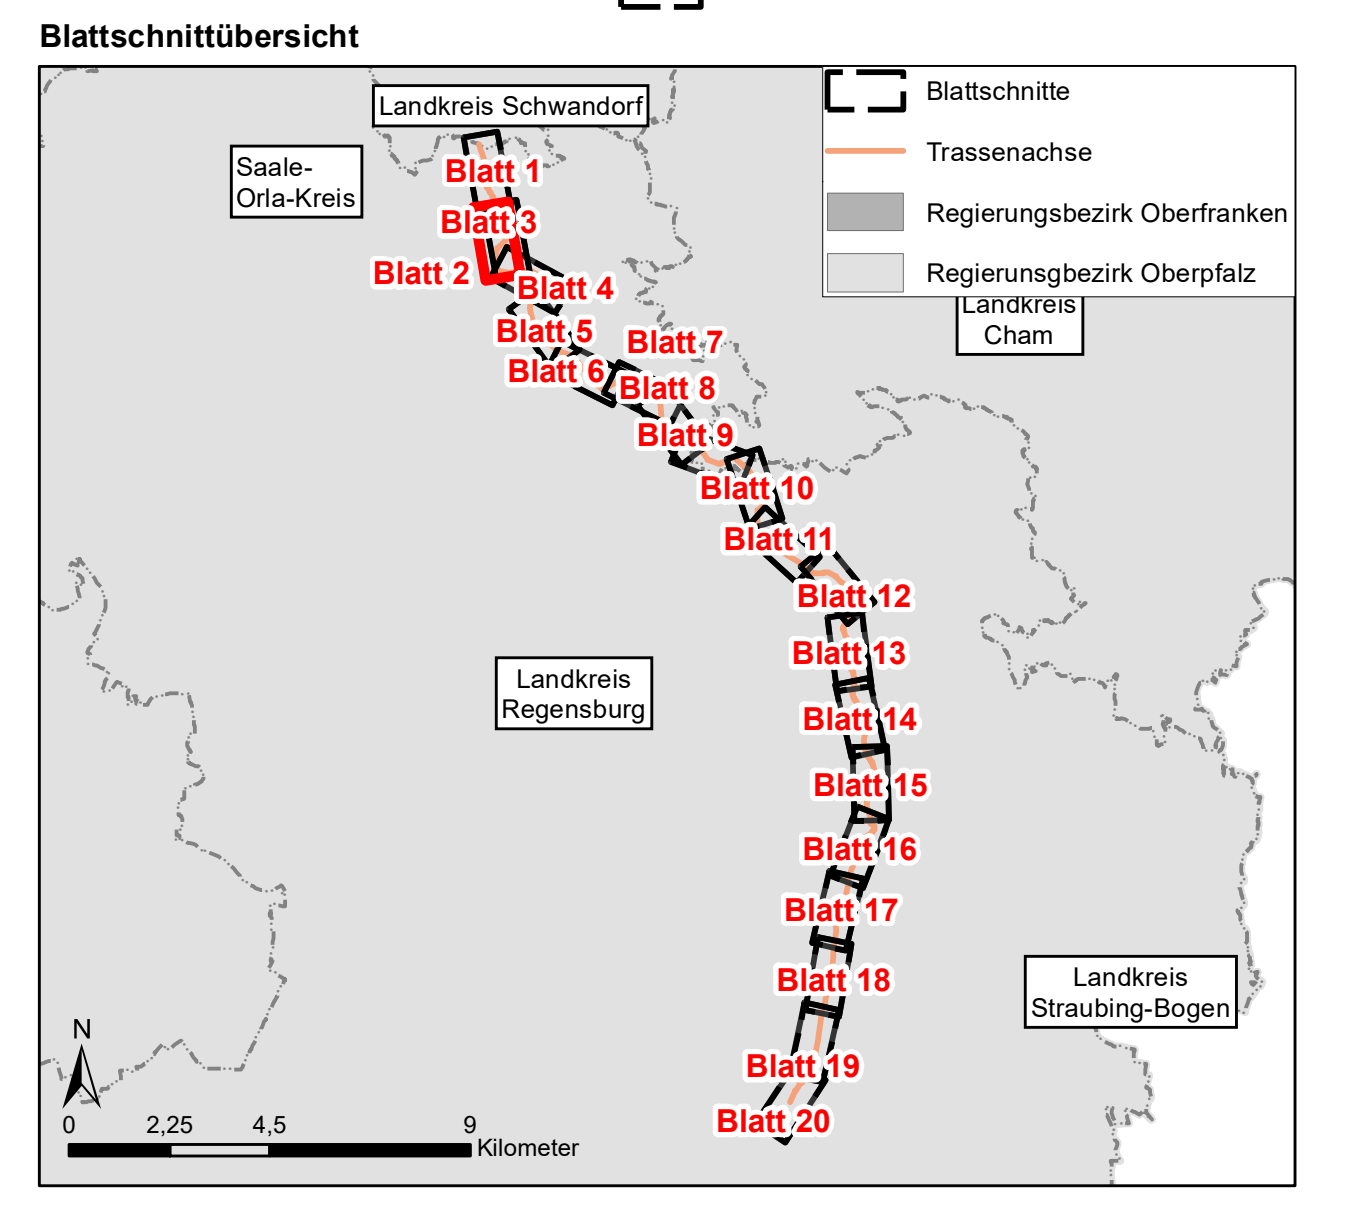 Blattschnittübersicht
Landkreis Schwandorf
Saale-
Orla-Kreis
Blattschnitte
Trassenachse
Regierungsbezirk Oberfranken
Regierunsgbezirk Oberpfalz
Landkreis
Cham
Blatt 1
Blatt 3
Blatt 2
Blatt 4
Blatt 5
Blatt 7
Blatt 6
Blatt 8
Blatt 9
Blatt 10
Blatt 11
Blatt 12
Blatt 13
Landkreis
Regensburg
Blatt 14
Blatt 15
Blatt 16
Blatt 17
Blatt 18
Landkreis
Straubing-Bogen
Blatt 19
Blatt 20
N
0 2,25 4,5 9
Kilometer